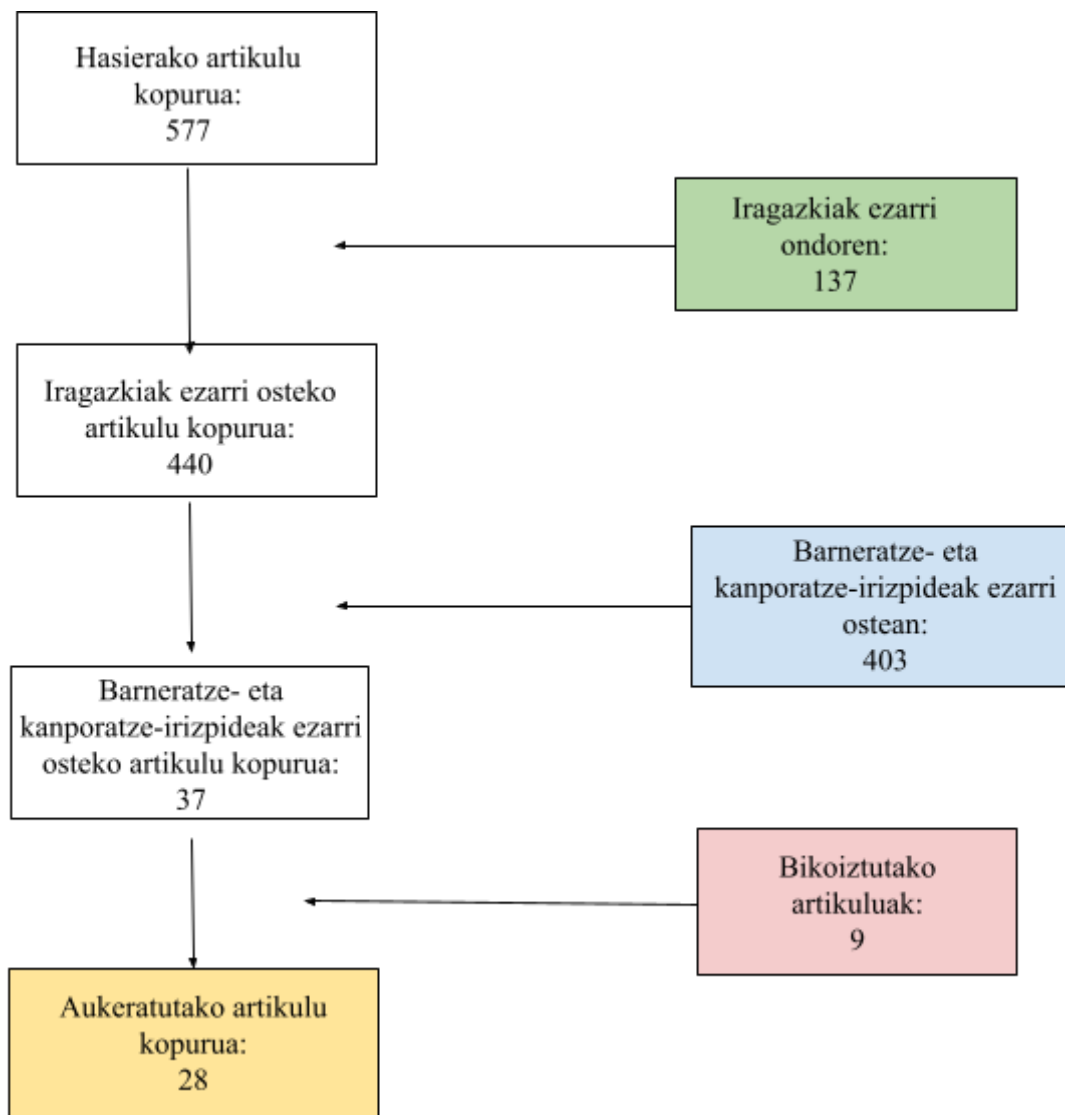 Hasierako artikulu
kopurua:
577
Iragazkiak ezarri
ondoren:
137
Iragazkiak ezarri osteko
artikulu kopurua:
440
Barneratze- eta
kanporatze-irizpideak ezarri
ostean:
403
Barneratze- eta
kanporatze-irizpideak ezarri
osteko artikulu kopurua:
37
Bikoiztutako
artikuluak:
9
Aukeratutako artikulu
kopurua:
28